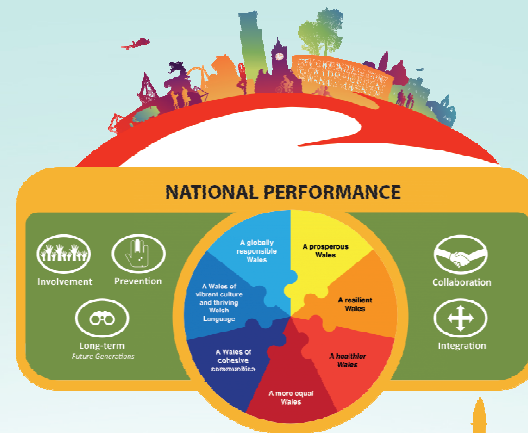 NATIONAL PERFORMANCE
Involvement
Prevention
Long-term
Future Generations
A globally
responsible
Wales
A prosperous
Wales
A Wales of
vibrant culture
and thriving
Welsh
Language
A resilient
Wales
A Wales of
cohesive
communities
A healthier
Wales
A more equal
Wales
Collaboration
Integration